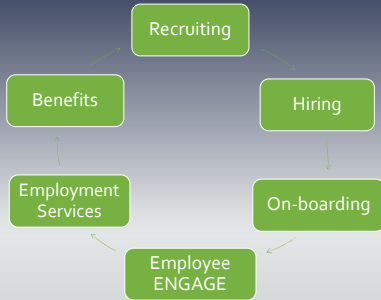 Recruiting
Hiring
On-boarding
Employee
ENGAGE
Employment
Services
Benefits